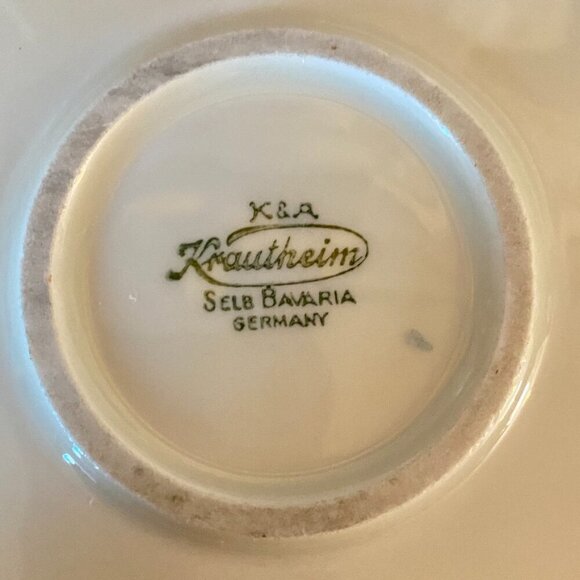 K&A
Krautheim
SELB BAVARIA
GERMANY